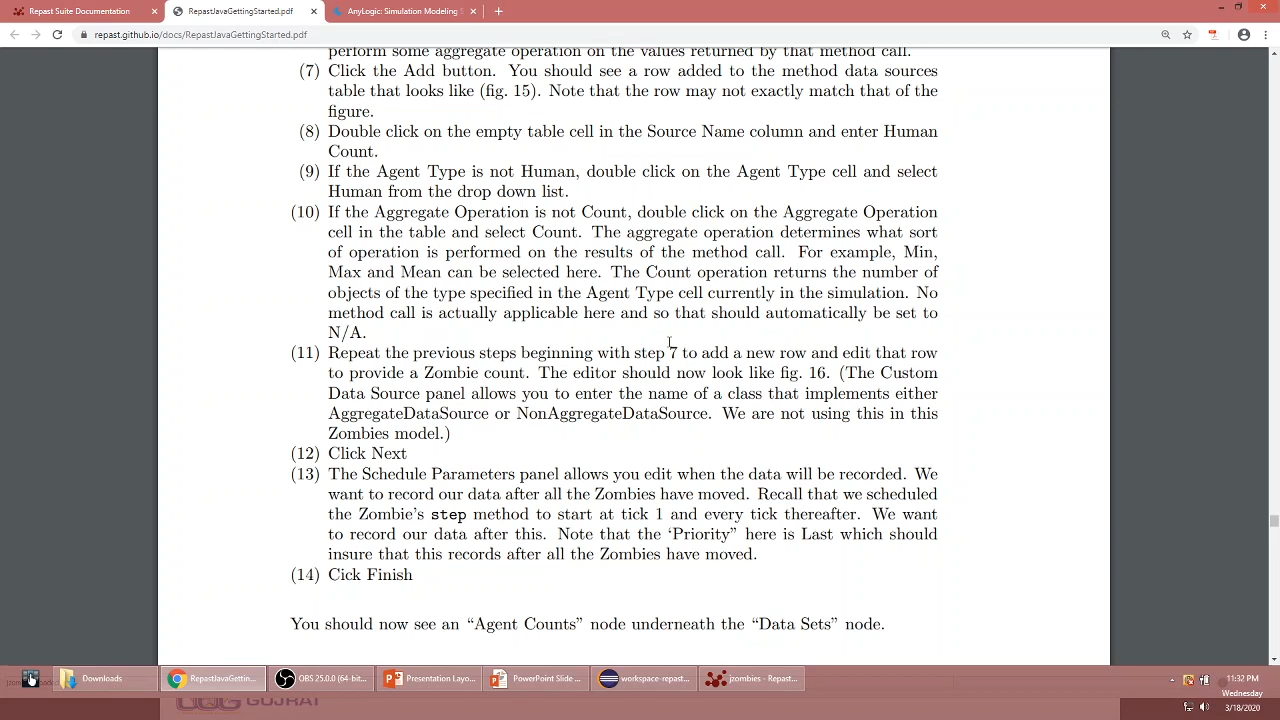 Repast Suite Documentation
RepastJavaGettingStarted.pdf
AnyLogic: Simulation Modeling S
repast.github.io/docs/RepastJavaGettingStarted.pdf
perform some aggregate operation on the values returned by that method call.
(7) Click the Add button. You should see a row added to the method data sources
table that looks like (fig. 15). Note that the row may not exactly match that of the
figure.
(8) Double click on the empty table cell in the Source Name column and enter Human
Count.
(9) If the Agent Type is not Human, double click on the Agent Type cell and select
Human from the drop down list.
(10) If the Aggregate Operation is not Count, double click on the Aggregate Operation
cell in the table and select Count. The aggregate operation determines what sort
of operation is performed on the results of the method call. For example, Min,
Max and Mean can be selected here. The Count operation returns the number of
objects of the type specified in the Agent Type cell currently in the simulation. No
method call is actually applicable here and so that should automatically be set to
N/A.
(11) Repeat the previous steps beginning with step 7 to add a new row and edit that row
to provide a Zombie count. The editor should now look like fig. 16. (The Custom
Data Source panel allows you to enter the name of a class that implements either
AggregateDataSource or NonAggregateDataSource. We are not using this in this
Zombies model.)
(12) Click Next
(13) The Schedule Parameters panel allows you edit when the data will be recorded. We
want to record our data after all the Zombies have moved. Recall that we scheduled
the Zombie's step method to start at tick 1 and every tick thereafter. We want
to record our data after this. Note that the ‘Priority” here is Last which should
insure that this records after all the Zombies have moved.
(14) Cick Finish
You should now see an “Agent Counts” node underneath the “Data Sets” node.
Downloads
RepastJavaGettin...
OBS 25.0.0 (64-bit...
Presentation Layo...
PowerPoint Slide ...
workspace-repast...
jzombies - Repast...
11:32 PM
Wednesday
3/18/2020
GUJRAT